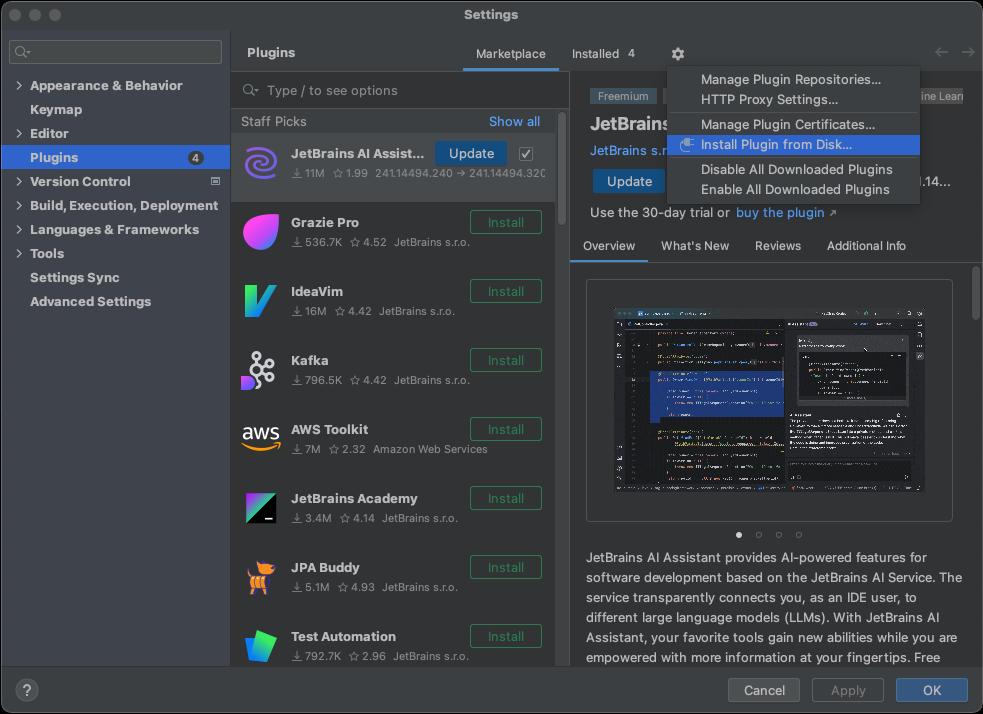 Settings
Appearance & Behavior
Keymap
Editor
Plugins 4
Version Control
Build, Execution, Deployment
Languages & Frameworks
Tools
Settings Sync
Advanced Settings
Plugins
Marketplace
Installed 4
Type / to see options
Staff Picks Show all
JetBrains AI Assist... Update
11M 1.99 241.14494.240 → 241.14494.320
Grazie Pro Install
536.7K 4.52 JetBrains s.r.o.
IdeaVim Install
16M 4.42 JetBrains s.r.o.
Kafka Install
796.5K 4.42 JetBrains s.r.o.
aws
AWS Toolkit Install
7M 2.32 Amazon Web Services
JetBrains Academy Install
3.4M 4.14 JetBrains s.r.o.
JPA Buddy Install
5.1M 4.93 JetBrains s.r.o.
Test Automation Install
792.7K 2.96 JetBrains s.r.o.
Manage Plugin Repositories...
HTTP Proxy Settings...
Manage Plugin Certificates...
Install Plugin from Disk...
Disable All Downloaded Plugins
Enable All Downloaded Plugins
Freemium ine Learn
JetBrains
JetBrains s.r
Update 1.14...
Use the 30-day trial or buy the plugin ↗
Overview What's New Reviews Additional Info
JetBrains AI Assistant provides AI-powered features for
software development based on the JetBrains AI Service. The
service transparently connects you, as an IDE user, to
different large language models (LLMs). With JetBrains AI
Assistant, your favorite tools gain new abilities while you are
empowered with more information at your fingertips. Free
? Cancel Apply OK